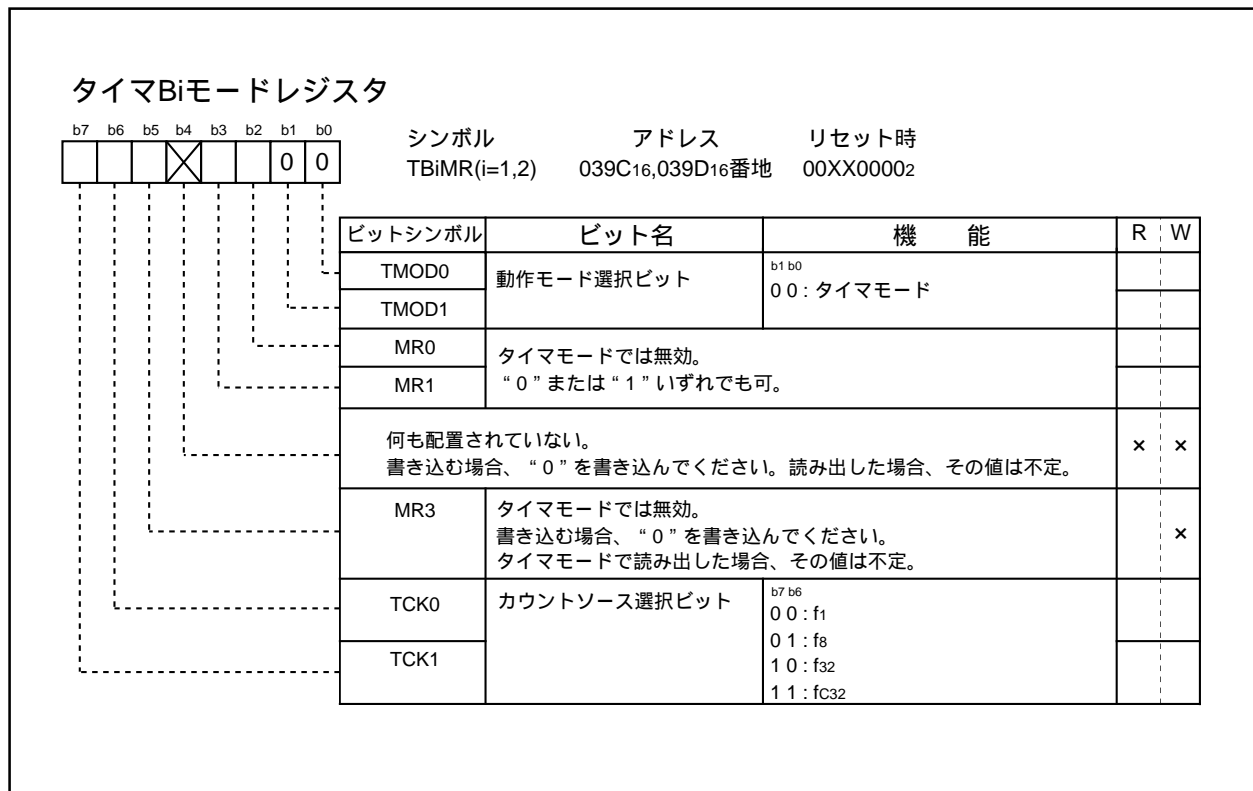 タイマBiモードレジスタ
b7 b6 b5 b4 b3 b2 b1 b0
0 0
シンボル アドレス リセット時
TBiMR(i=1,2) 039C16,039D16番地 00XX00002
ビットシンボル ビット名 機 能 R W
TMOD0 動作モード選択ビット b1 b0
0 0 : タイマモード
TMOD1
MR0 タイマモードでは無効。
MR1 “ 0 ” または “ 1 ” いずれでも可。
何も配置されていない。
書き込む場合、“ 0 ” を書き込んでください。読み出した場合、その値は不定。 × ×
MR3 タイマモードでは無効。
書き込む場合、“ 0 ” を書き込んでください。 ×
タイマモードで読み出した場合、その値は不定。
TCK0 カウントソース選択ビット b7 b6
0 0 : f1
0 1 : f8
TCK1 1 0 : f32
1 1 : fC32